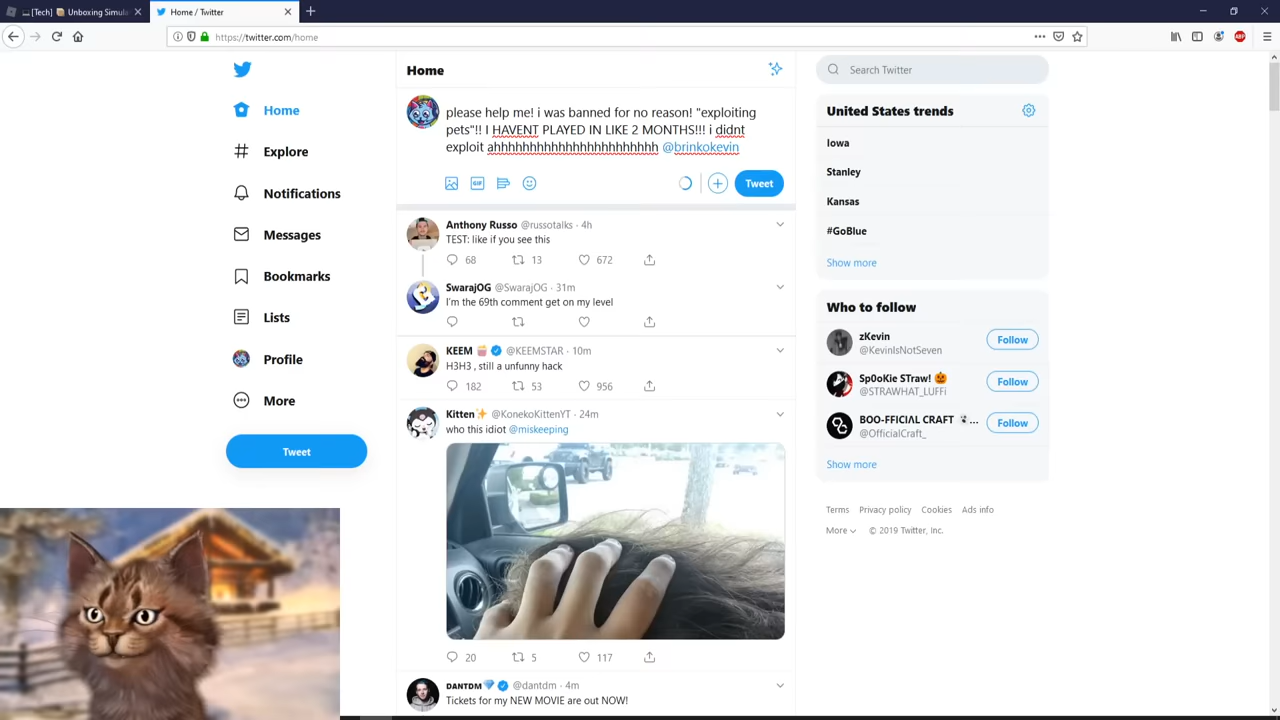 [Tech] Unboxing Simula
Home / Twitter
https://twitter.com/home
Home
Explore
Notifications
Messages
Bookmarks
Lists
Profile
More
Tweet
Home
please help me! i was banned for no reason! "exploiting
pets"!! I HAVENT PLAYED IN LIKE 2 MONTHS!!! i didnt
exploit ahhhhhhhhhhhhhhhhhhhhhhhh @brinkokevin
GIF
Tweet
Anthony Russo @russotalks · 4h
TEST: like if you see this
68 13 672
SwarajOG @SwarajOG · 31m
I'm the 69th comment get on my level
KEEM @KEEMSTAR · 10m
H3H3 , still a unfunny hack
182 53 956
Kitten @KonekoKittenYT · 24m
who this idiot @miskeeping
20 5 117
DANTDM @dantdm · 4m
Tickets for my NEW MOVIE are out NOW!
Search Twitter
United States trends
Iowa
Stanley
Kansas
#GoBlue
Show more
Who to follow
zKevin
@KevinIsNotSeven
Follow
Sp0oKie STraw!
@STRAWHAT_LUFFi
Follow
BOO-FFICIΛL CRAFT ...
@OfficialCraft_
Follow
Show more
Terms Privacy policy Cookies Ads info
More © 2019 Twitter, Inc.
ABP